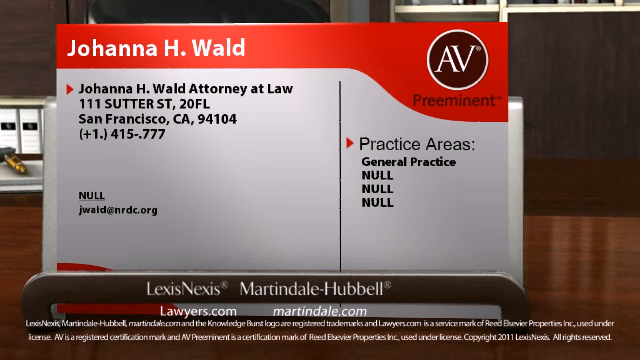 Johanna H. Wald
AV®
Preeminent™
Johanna H. Wald Attorney at Law
111 SUTTER ST, 20FL
San Francisco, CA, 94104
(+1.) 415-.777
NULL
jwald@nrdc.org
Practice Areas:
General Practice
NULL
NULL
NULL
LexisNexis® Martindale-Hubbell®
Lawyers.com martindale.com
LexisNexis, Martindale-Hubbell, martindale.com and the Knowledge Burst logo are registered trademarks and Lawyers.com is a service mark of Reed Elsevier Properties Inc., used under
license. AV is a registered certification mark and AV Preeminent is a certification mark of Reed Elsevier Properties Inc., used under license. Copyright 2011 LexisNexis. All rights reserved.